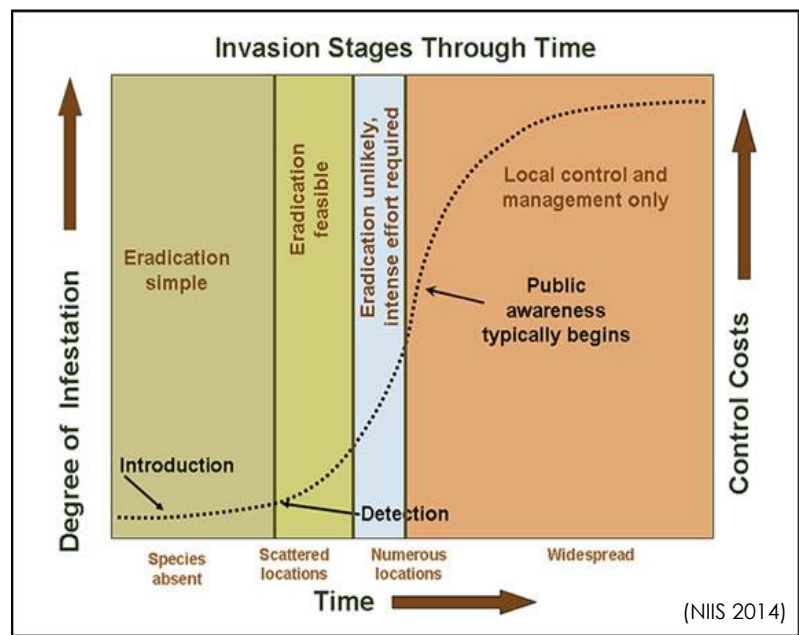 Invasion Stages Through Time
Degree of Infestation
Eradication
simple
Eradication
feasible
Eradication unlikely,
intense effort required
Local control and
management only
Public
awareness
typically begins
Introduction
Detection
Control Costs
Species
absent
Scattered
locations
Numerous
locations
Widespread
Time
(NIIS 2014)